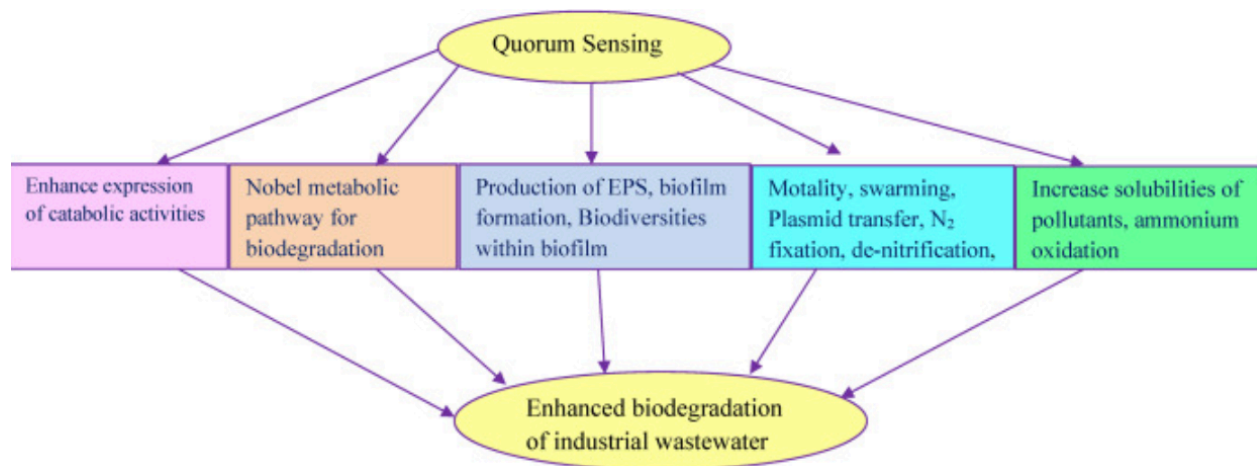 Quorum Sensing
Enhance expression
of catabolic activities
Nobel metabolic
pathway for
biodegradation
Production of EPS, biofilm
formation, Biodiversities
within biofilm
Motality, swarming,
Plasmid transfer, N₂
fixation, de-nitrification,
Increase solubilities of
pollutants, ammonium
oxidation
Enhanced biodegradation
of industrial wastewater